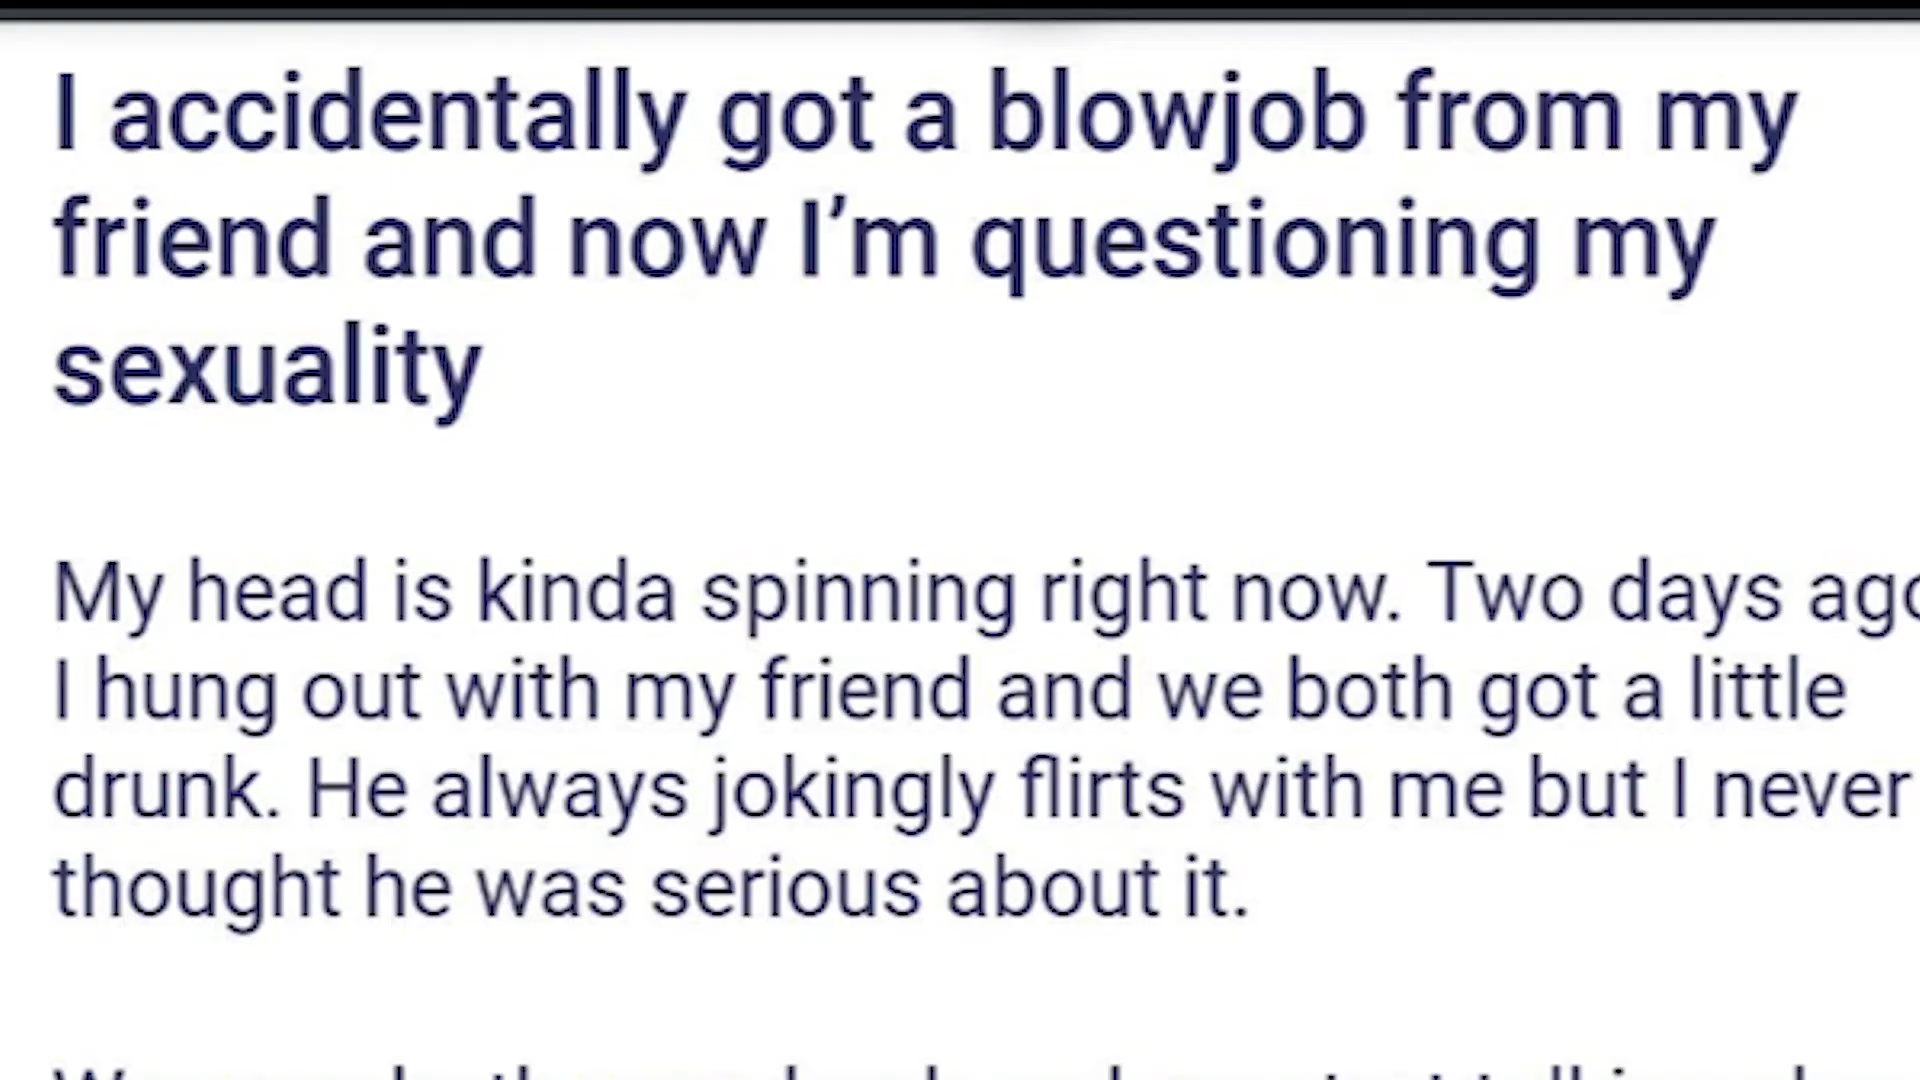 I accidentally got a blowjob from my
friend and now I’m questioning my
sexuality
My head is kinda spinning right now. Two days ago
I hung out with my friend and we both got a little
drunk. He always jokingly flirts with me but I never
thought he was serious about it.